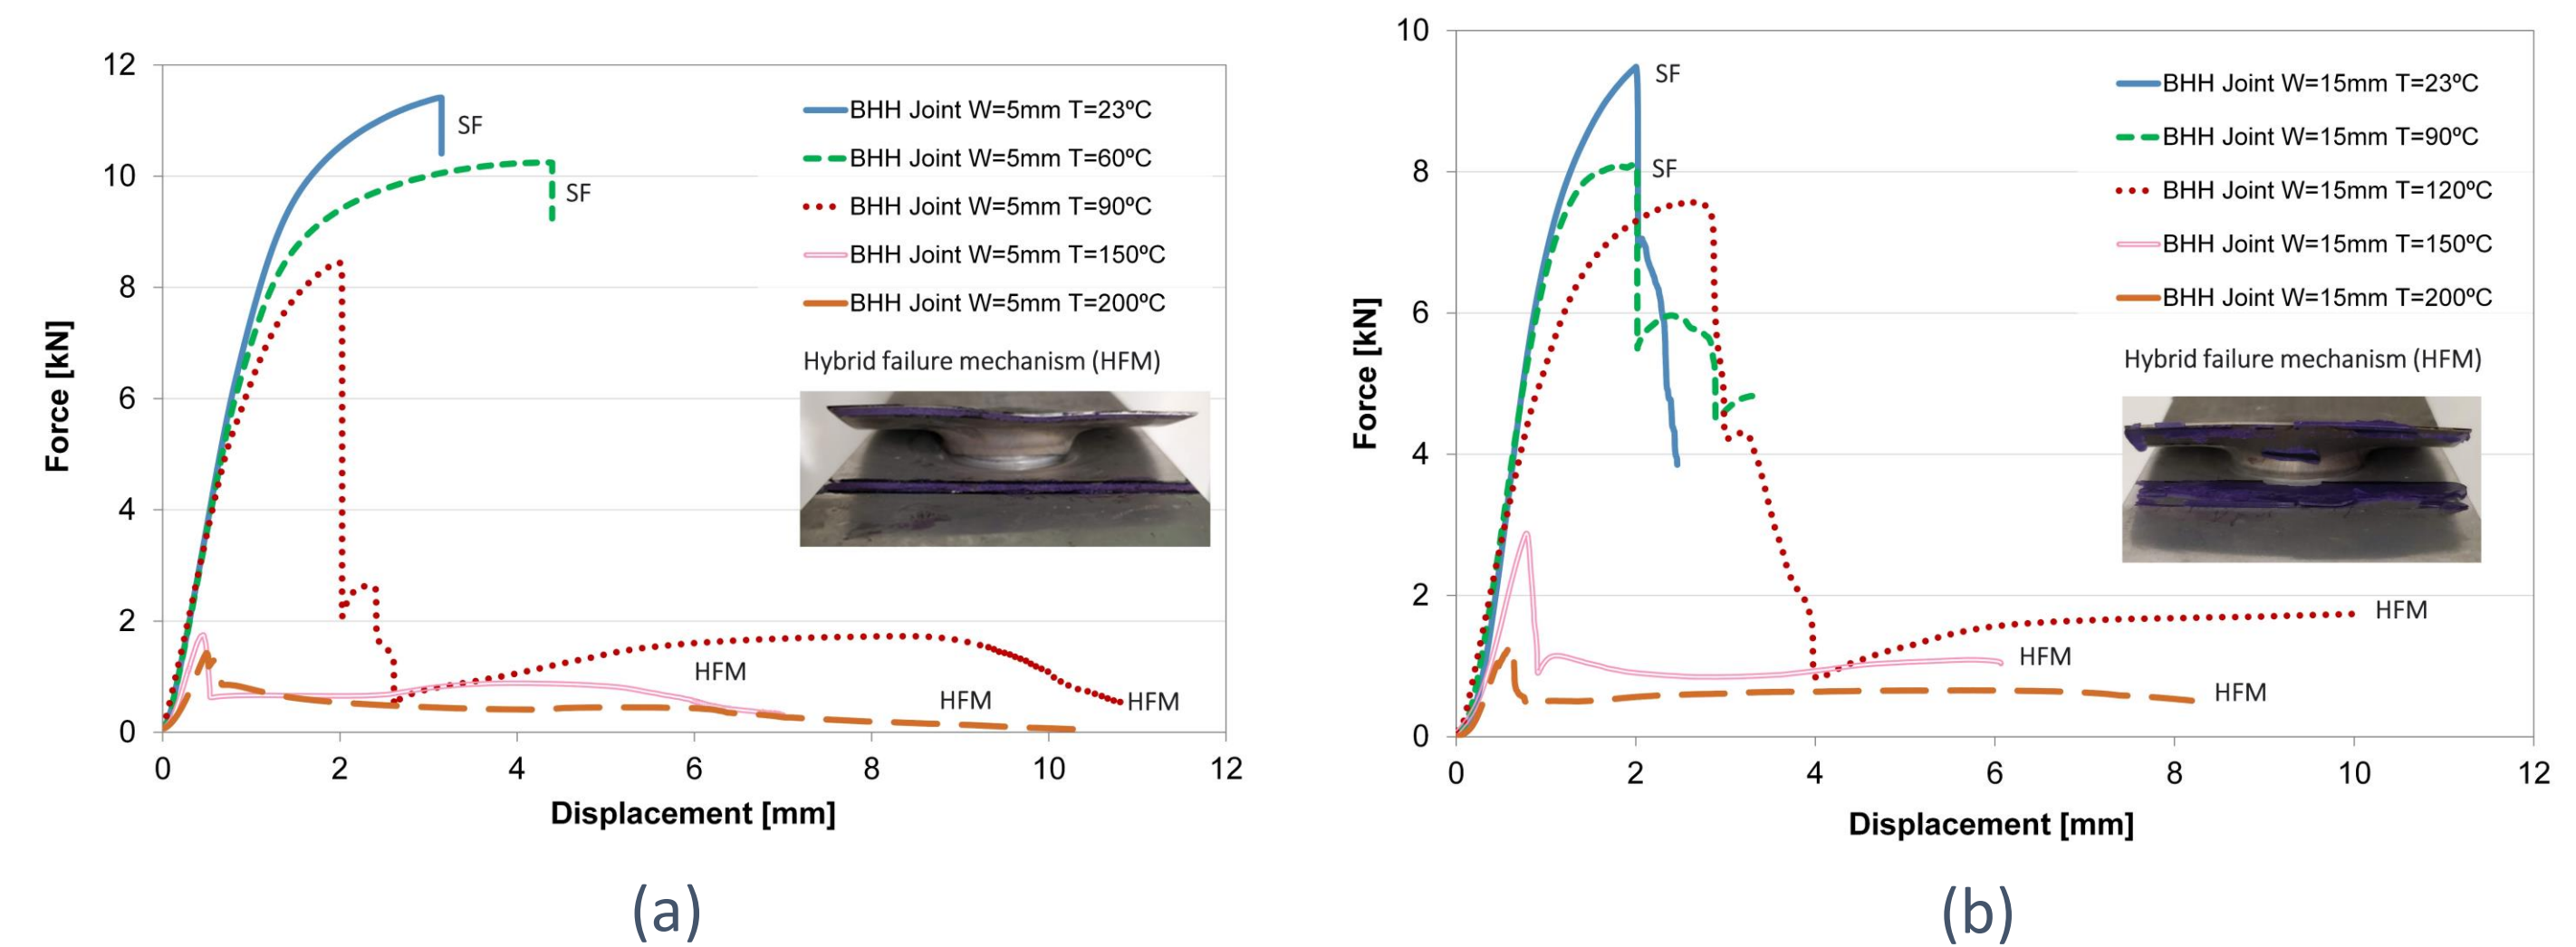 12
10
8
6
4
2
0
0 2 4 6 8 10 12
Force [kN]
Displacement [mm]
SF
SF
HFM
HFM
HFM
BHH Joint W=5mm T=23ºC
BHH Joint W=5mm T=60ºC
BHH Joint W=5mm T=90ºC
BHH Joint W=5mm T=150ºC
BHH Joint W=5mm T=200ºC
Hybrid failure mechanism (HFM)
(a)
10
8
6
4
2
0
0 2 4 6 8 10 12
Force [kN]
Displacement [mm]
SF
SF
HFM
HFM
HFM
BHH Joint W=15mm T=23ºC
BHH Joint W=15mm T=90ºC
BHH Joint W=15mm T=120ºC
BHH Joint W=15mm T=150ºC
BHH Joint W=15mm T=200ºC
Hybrid failure mechanism (HFM)
(b)